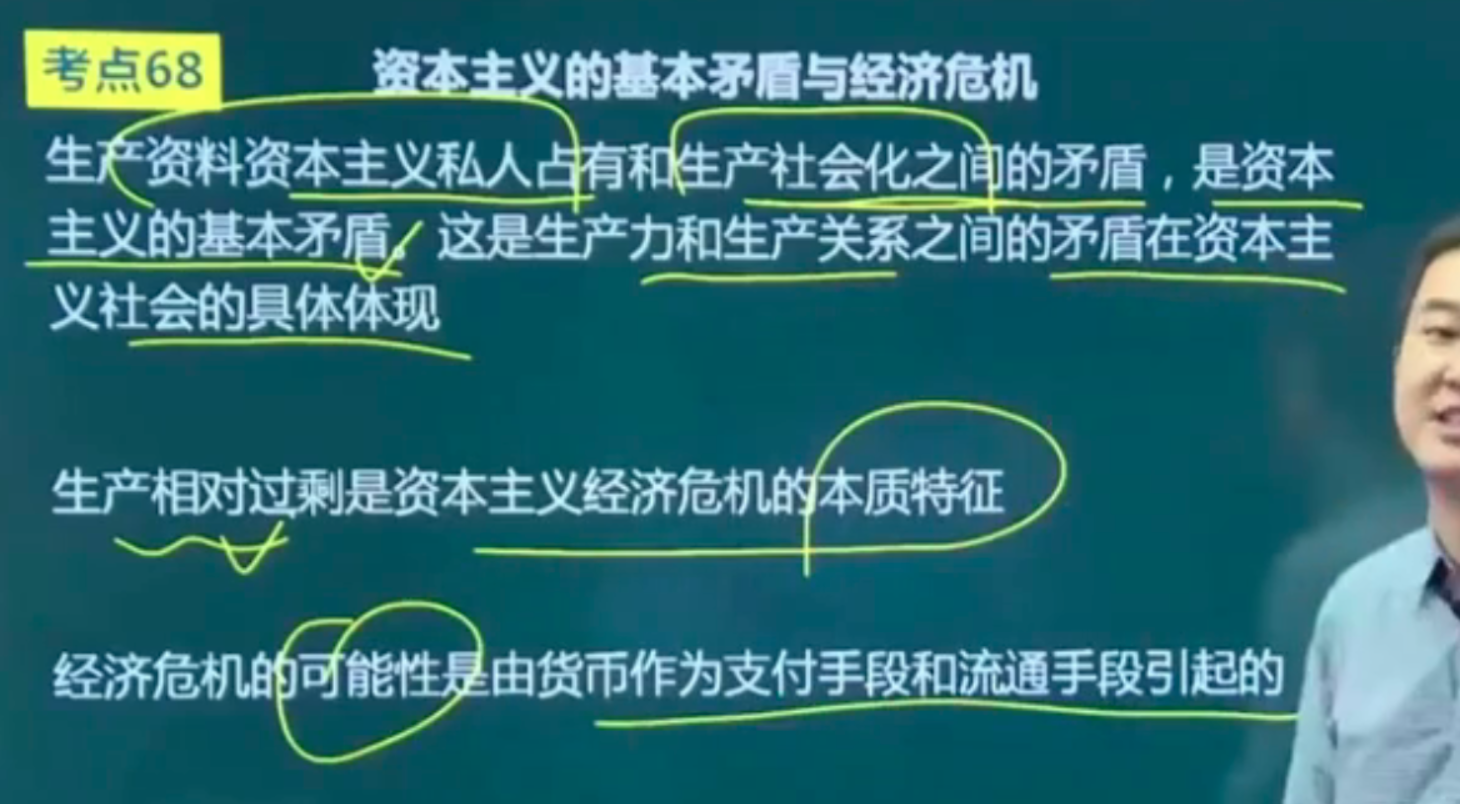 考点68
资本主义的基本矛盾与经济危机
生产资料资本主义私人占有和生产社会化之间的矛盾，是资本
主义的基本矛盾。这是生产力和生产关系之间的矛盾在资本主
义社会的具体体现
生产相对过剩是资本主义经济危机的本质特征
经济危机的可能性是由货币作为支付手段和流通手段引起的